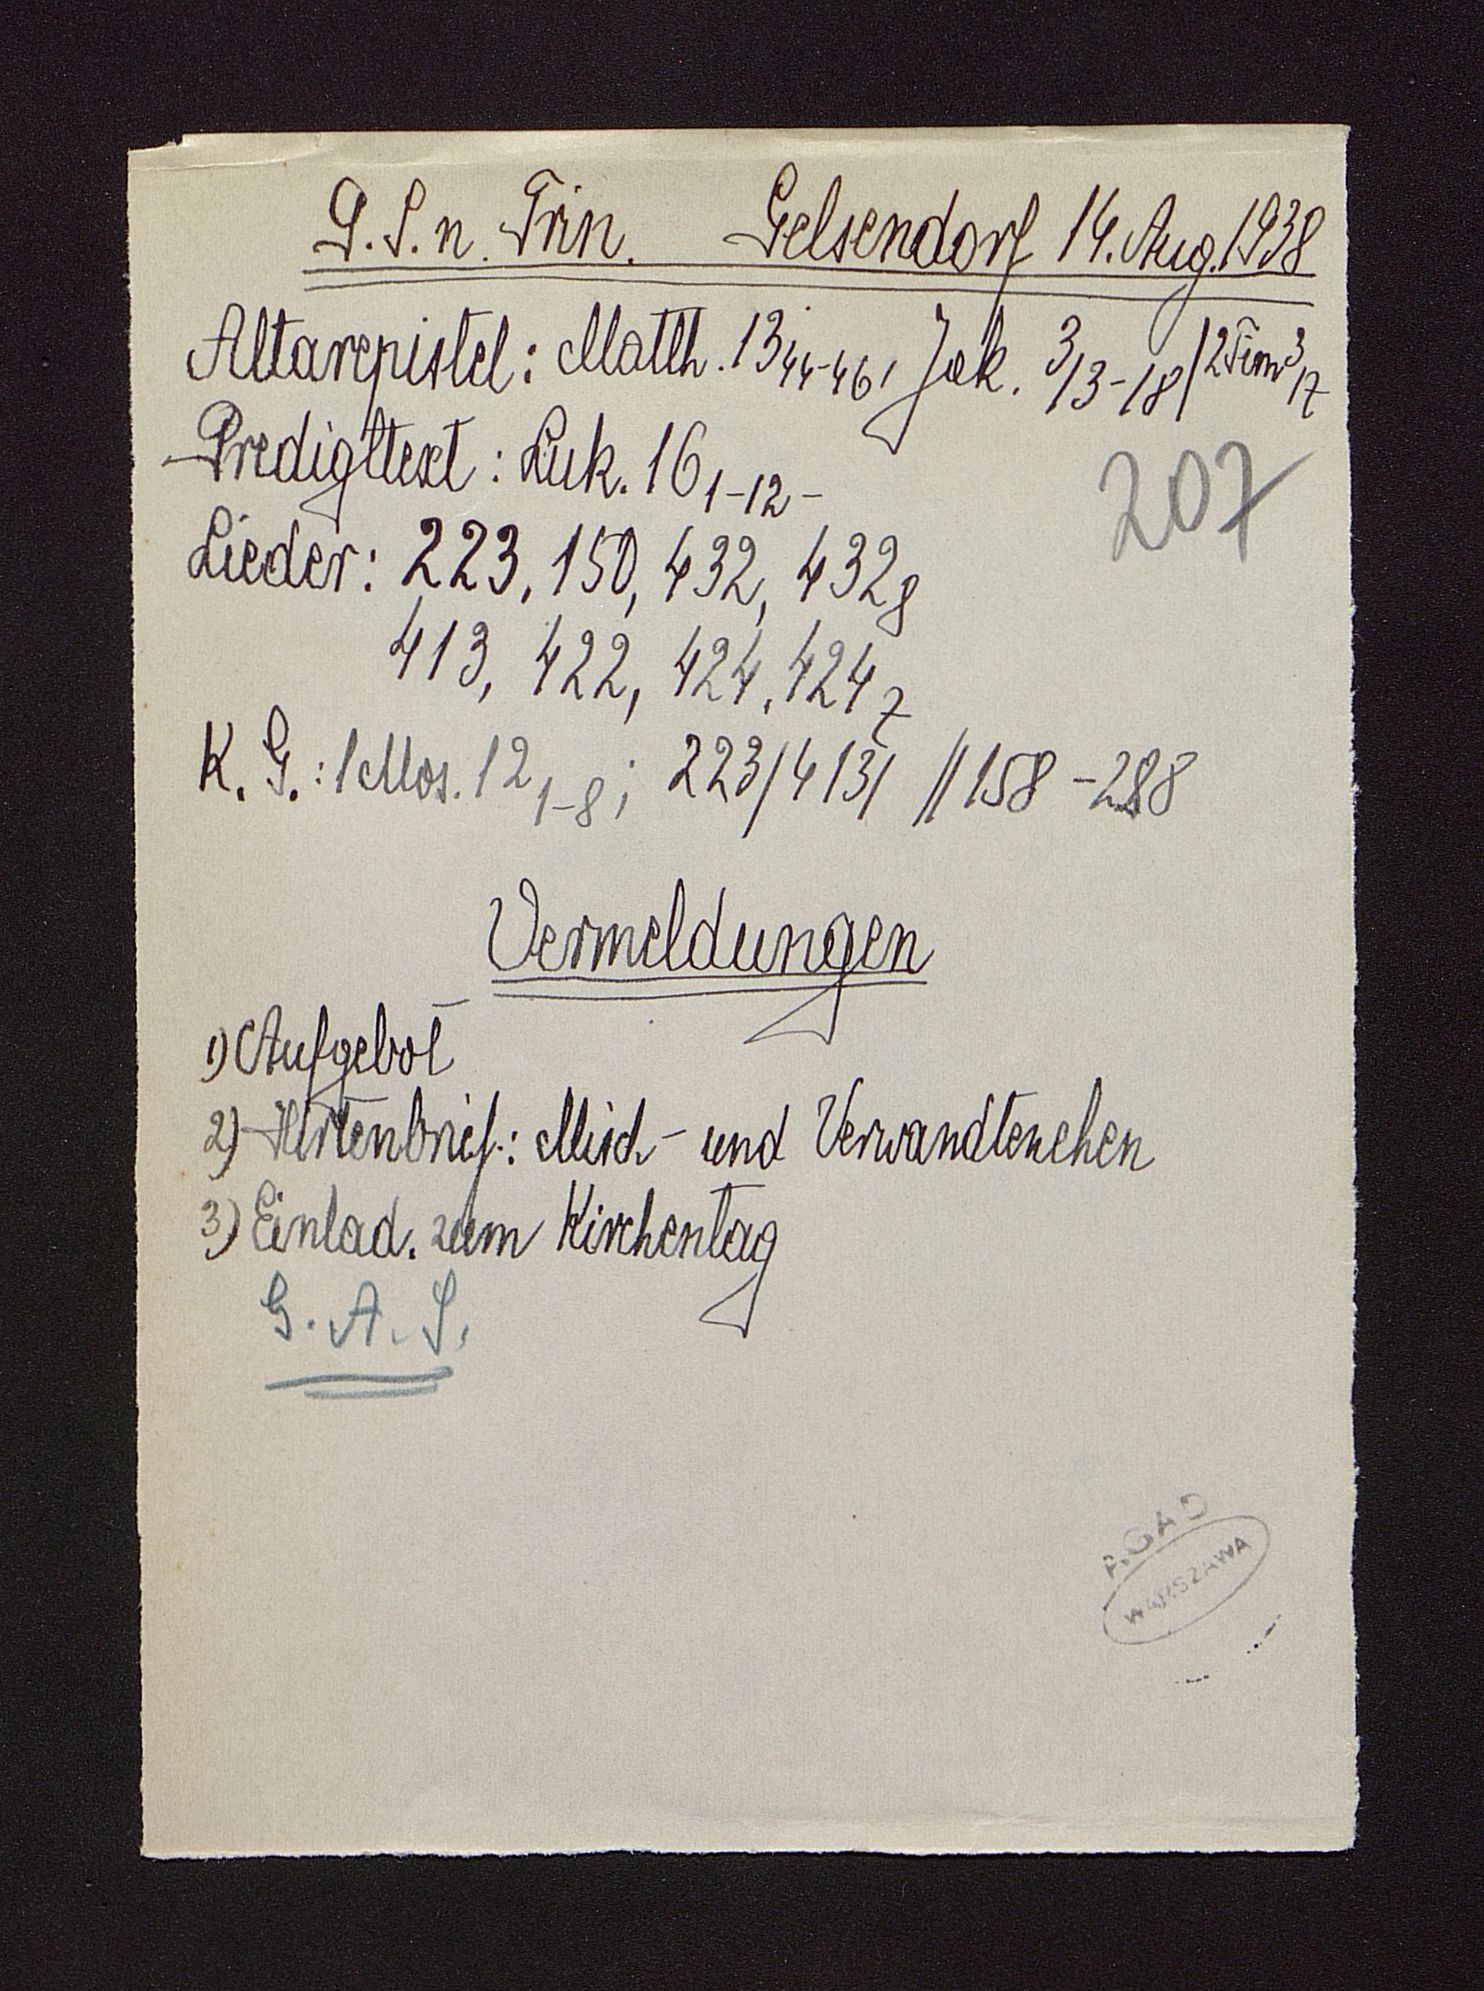 9. S. n. Trin. Gelsendorf 14. Aug. 1938
Altarepistel: Matth. 13 44-46, Jak. 3 13-18 / 2 Tim 3 17
Predigttext: Luk. 16 1-12 -
207
Lieder: 223, 150, 432, 432 8
413, 422, 424, 424 7
K. G.: 1 Mos. 12 1-8; 223/413/ // 158 - 288
Vermeldungen
1) Aufgebot
2) Hirtenbrief: Misch- und Verwandtenehen
3) Einlad. zum Kirchentag
G. A. S.
AGAD
WARSZAWA